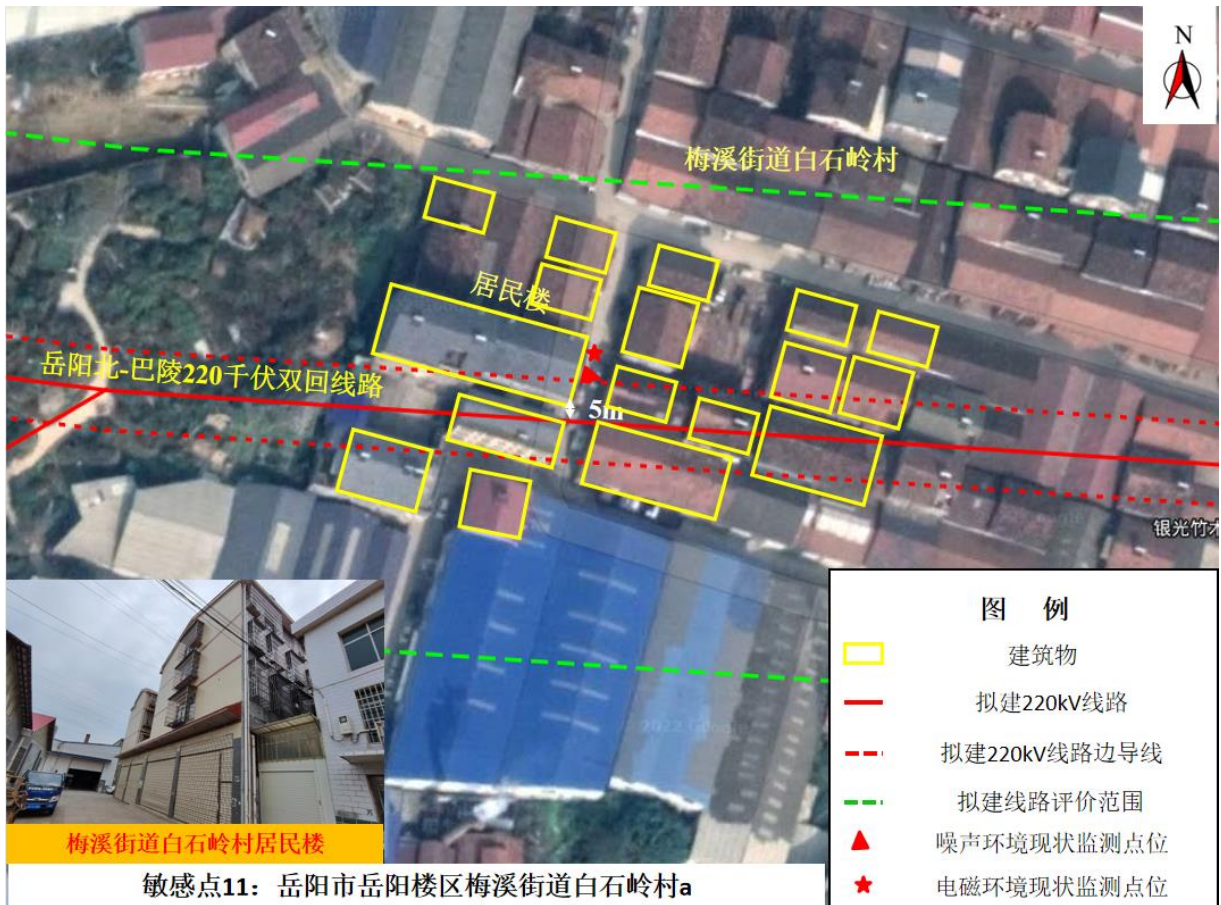 N
梅溪街道白石岭村
居民楼
岳阳北-巴陵220千伏双回线路
5m
银光竹木
图 例
建筑物
拟建220kV线路
拟建220kV线路边导线
拟建线路评价范围
噪声环境现状监测点位
电磁环境现状监测点位
梅溪街道白石岭村居民楼
敏感点11：岳阳市岳阳楼区梅溪街道白石岭村a